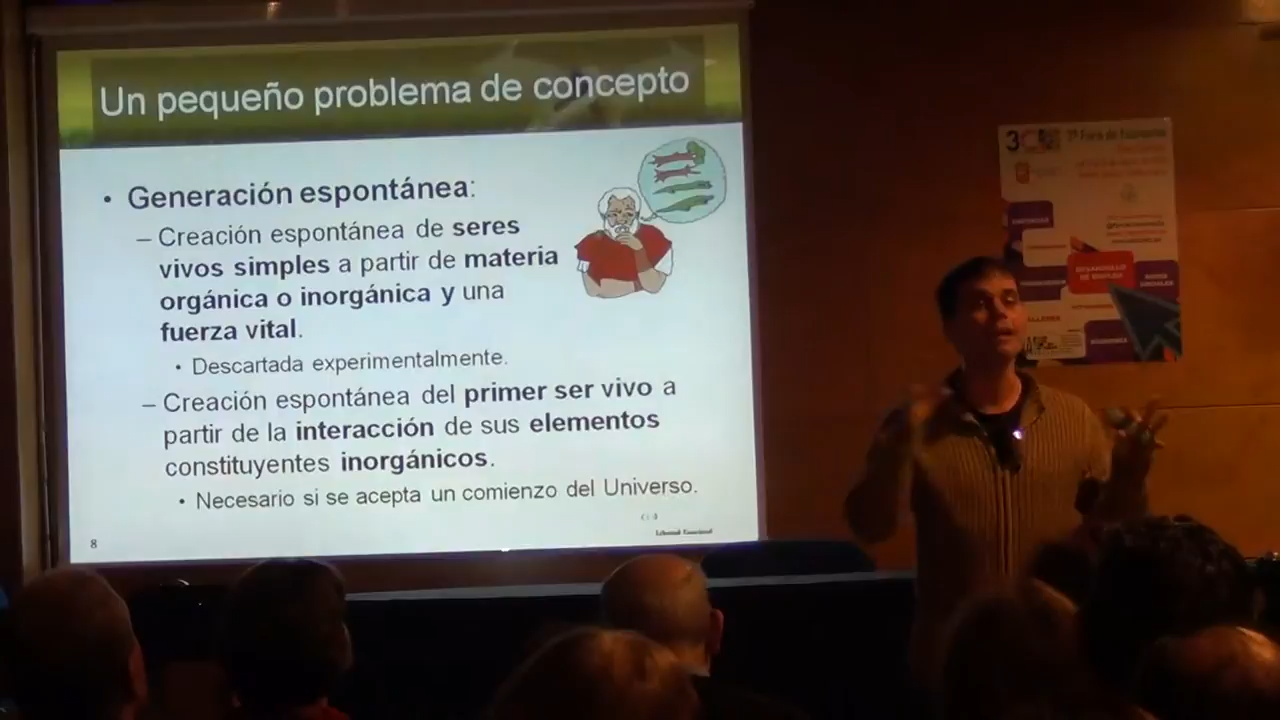 Un pequeño problema de concepto
• Generación espontánea:
– Creación espontánea de seres
vivos simples a partir de materia
orgánica o inorgánica y una
fuerza vital.
• Descartada experimentalmente.
– Creación espontánea del primer ser vivo a
partir de la interacción de sus elementos
constituyentes inorgánicos.
• Necesario si se acepta un comienzo del Universo.
8
3C
DESARROLLO